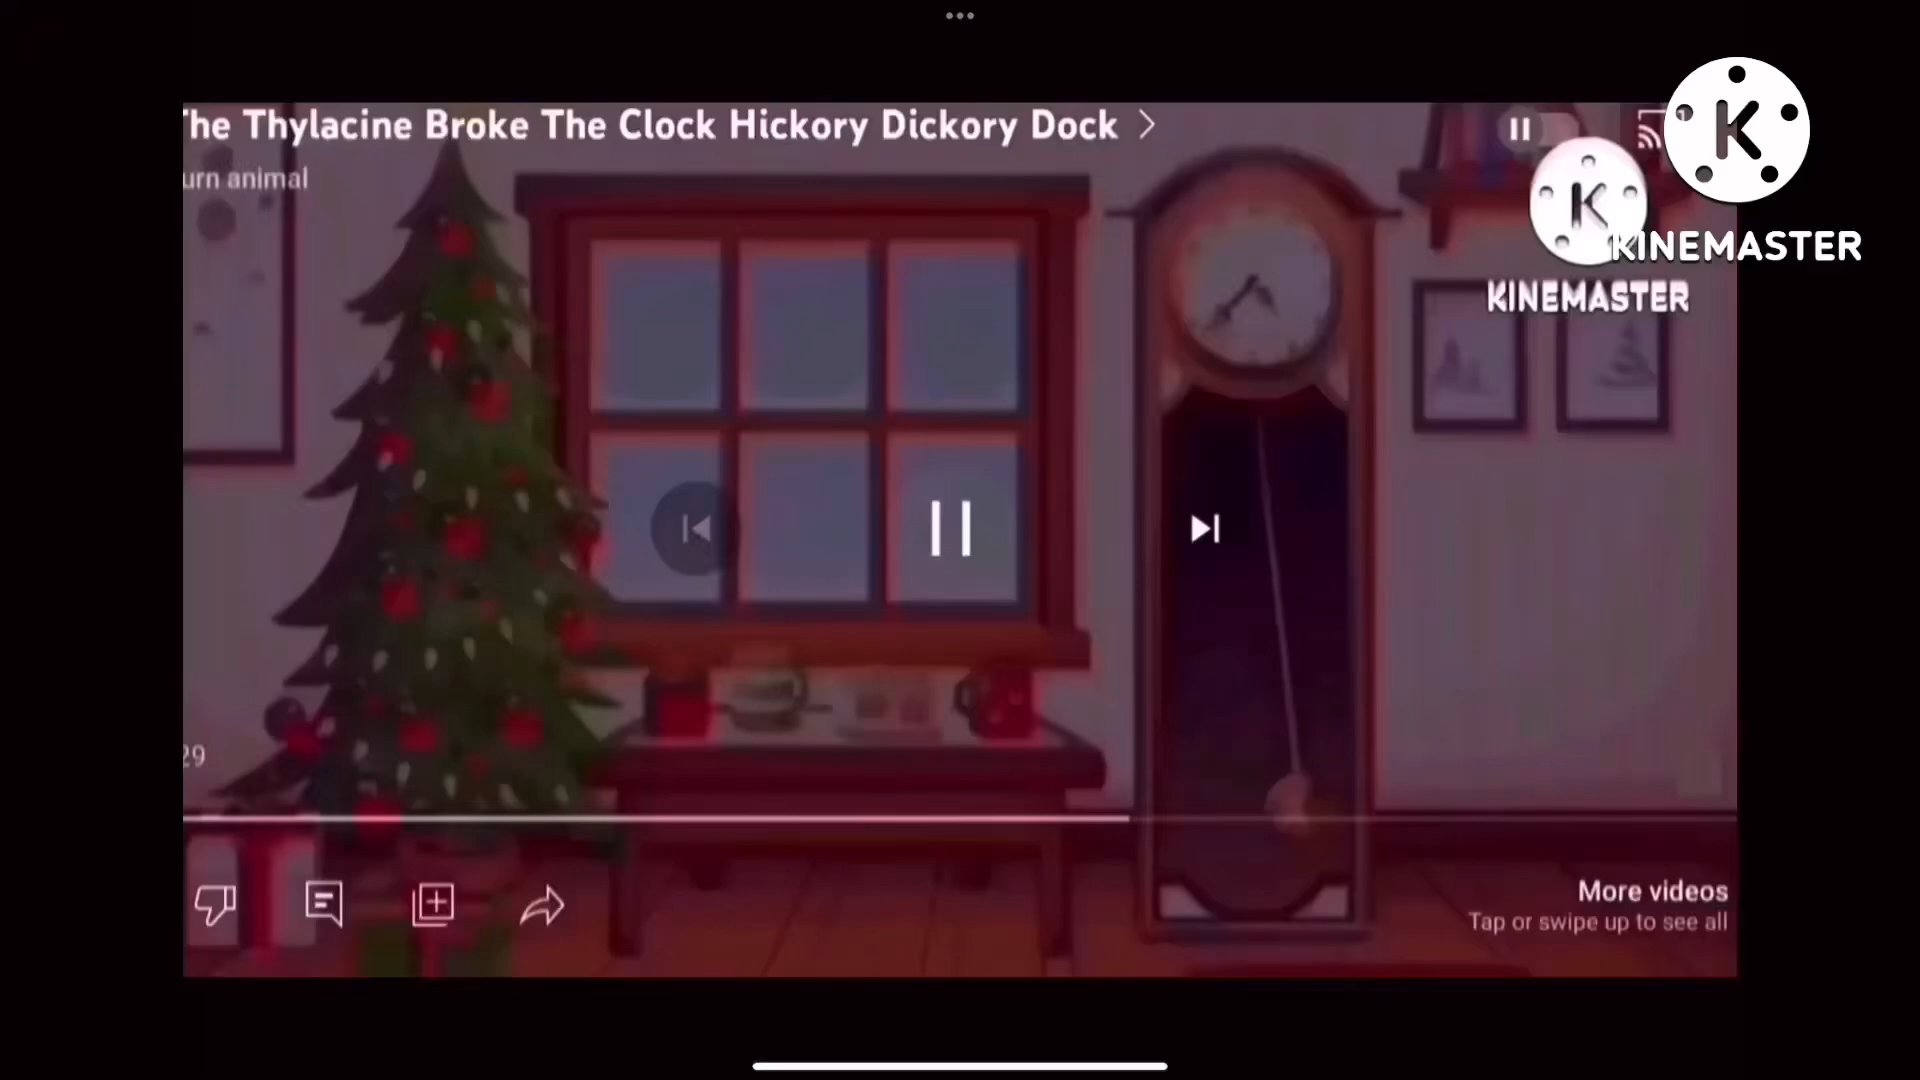 The Thylacine Broke The Clock Hickory Dickory Dock
urn animal
K
KINEMASTER
K
KINEMASTER
29
More videos
Tap or swipe up to see all